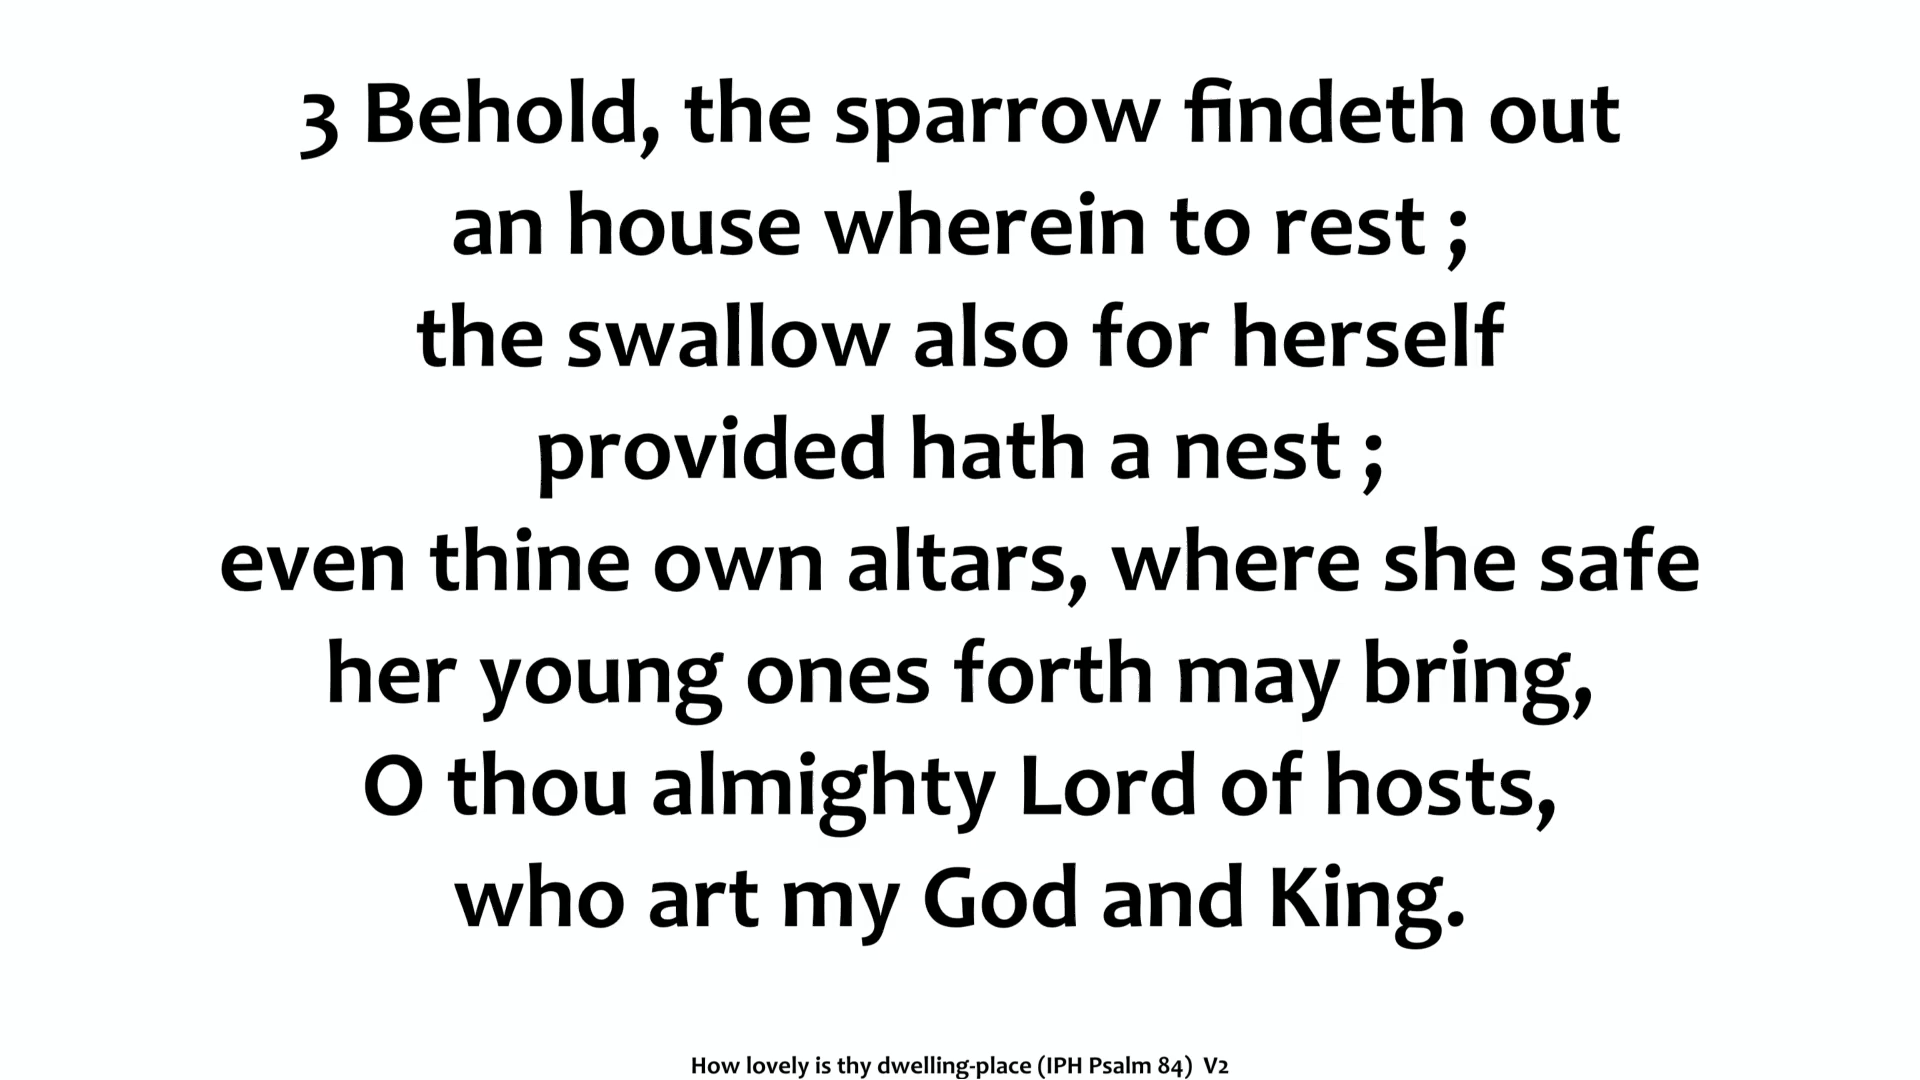 3 Behold, the sparrow findeth out
an house wherein to rest ;
the swallow also for herself
provided hath a nest ;
even thine own altars, where she safe
her young ones forth may bring,
O thou almighty Lord of hosts,
who art my God and King.
How lovely is thy dwelling-place (IPH Psalm 84)  V2